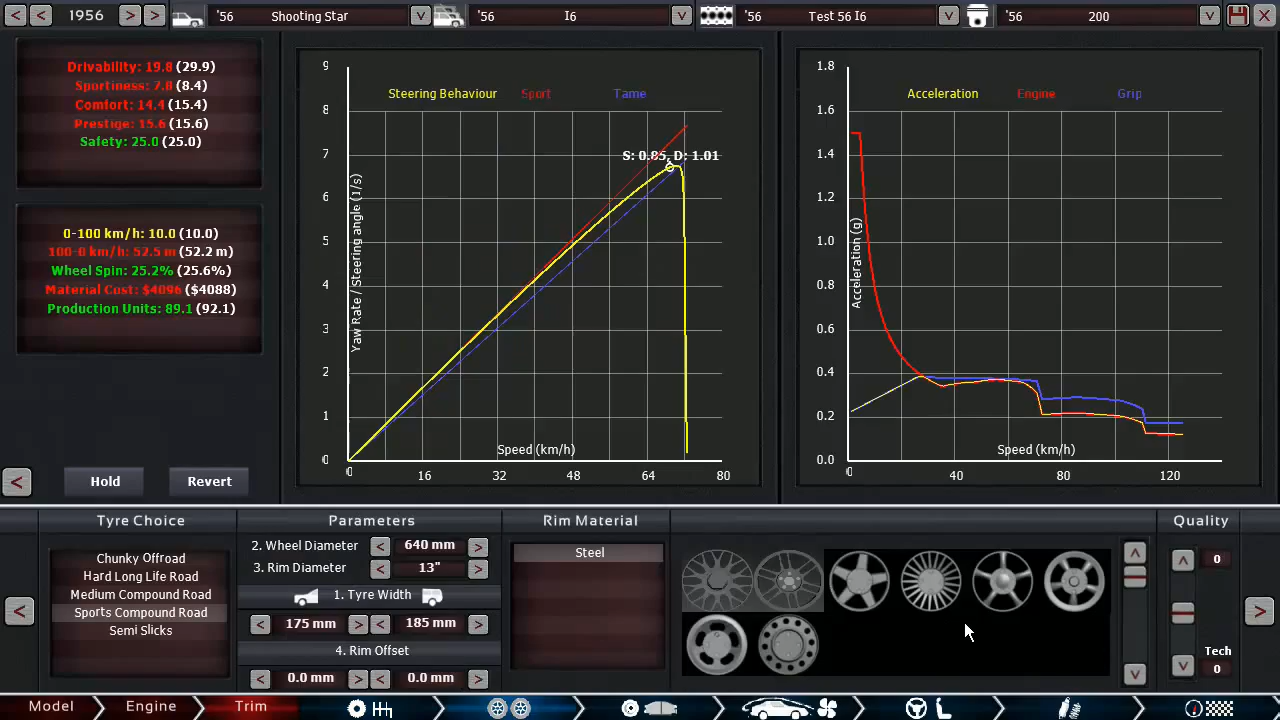 1956
'56 Shooting Star
'56 I6
'56 Test 56 I6
'56 200
Drivability: 19.8 (29.9)
Sportiness: 7.0 (8.4)
Comfort: 14.4 (15.4)
Prestige: 15.6 (15.6)
Safety: 25.0 (25.0)
0-100 km/h: 10.0 (10.0)
100-0 km/h: 52.5 m (52.2 m)
Wheel Spin: 25.2% (25.6%)
Material Cost: $4096 ($4088)
Production Units: 89.1 (92.1)
Hold
Revert
Steering Behaviour Sport Tame
S: 0.85, D: 1.01
Yaw Rate / Steering angle (1/s)
9
8
7
6
5
4
3
2
1
0
Speed (km/h)
0 16 32 48 64 80
Acceleration Engine Grip
Acceleration (g)
1.8
1.6
1.4
1.2
1.0
0.8
0.6
0.4
0.2
0.0
Speed (km/h)
0 40 80 120
Tyre Choice
Chunky Offroad
Hard Long Life Road
Medium Compound Road
Sports Compound Road
Semi Slicks
Parameters
2. Wheel Diameter 640 mm
3. Rim Diameter 13"
1. Tyre Width
175 mm 185 mm
4. Rim Offset
0.0 mm 0.0 mm
Rim Material
Steel
Quality
0
Tech
0
Model Engine Trim